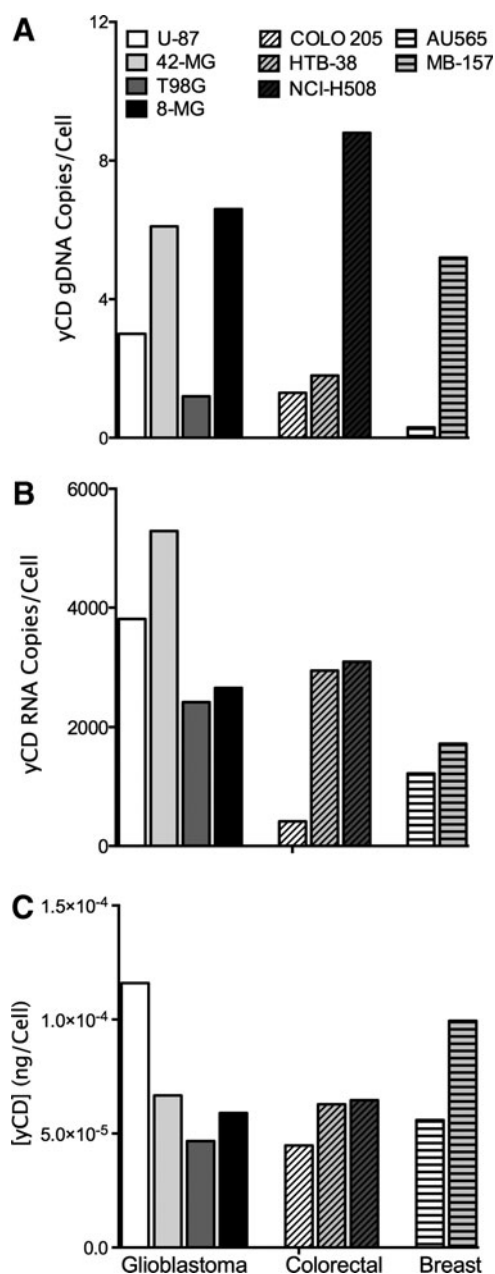 A
12
8
4
0
yCD gDNA Copies/Cell
U-87
42-MG
T98G
8-MG
COLO 205
HTB-38
NCI-H508
AU565
MB-157
B
6000
4000
2000
0
yCD RNA Copies/Cell
C
1.5×10⁻⁴
1.0×10⁻⁴
5.0×10⁻⁵
0.0
[yCD] (ng/Cell)
Glioblastoma
Colorectal
Breast